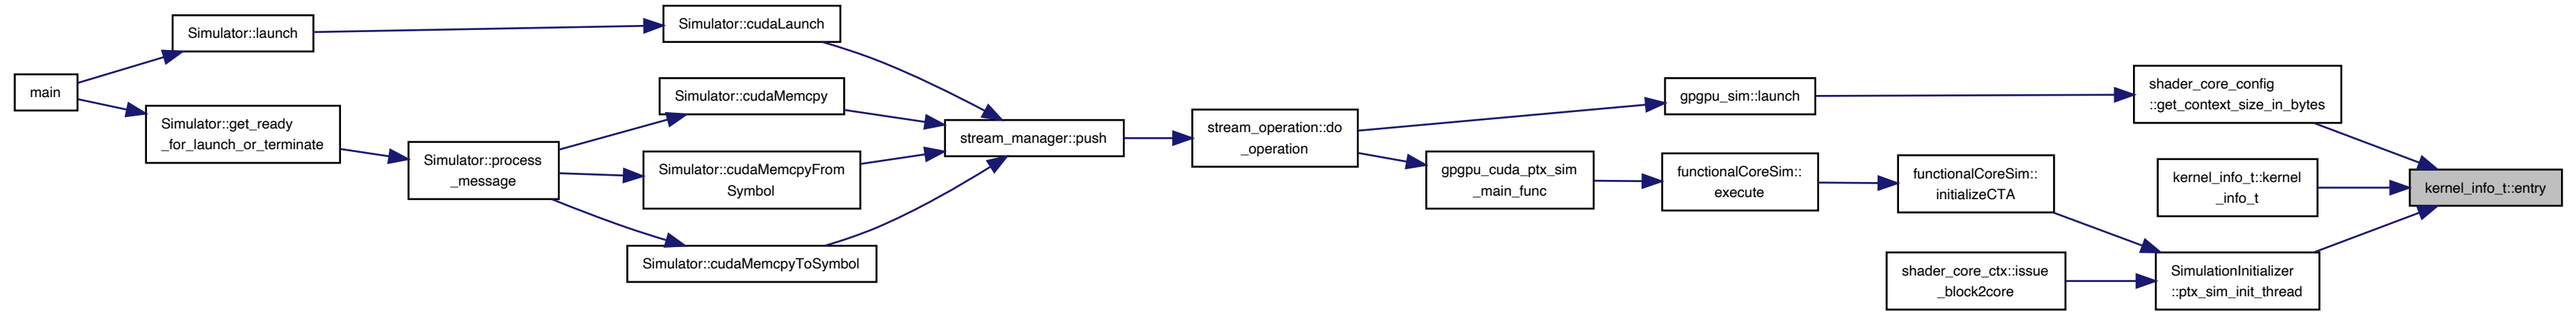 main
Simulator::launch
Simulator::get_ready
_for_launch_or_terminate
Simulator::process
_message
Simulator::cudaLaunch
Simulator::cudaMemcpy
Simulator::cudaMemcpyFrom
Symbol
Simulator::cudaMemcpyToSymbol
stream_manager::push
stream_operation::do
_operation
gpgpu_sim::launch
gpgpu_cuda_ptx_sim
_main_func
functionalCoreSim::
execute
functionalCoreSim::
initializeCTA
shader_core_ctx::issue
_block2core
shader_core_config
::get_context_size_in_bytes
kernel_info_t::kernel
_info_t
SimulationInitializer
::ptx_sim_init_thread
kernel_info_t::entry